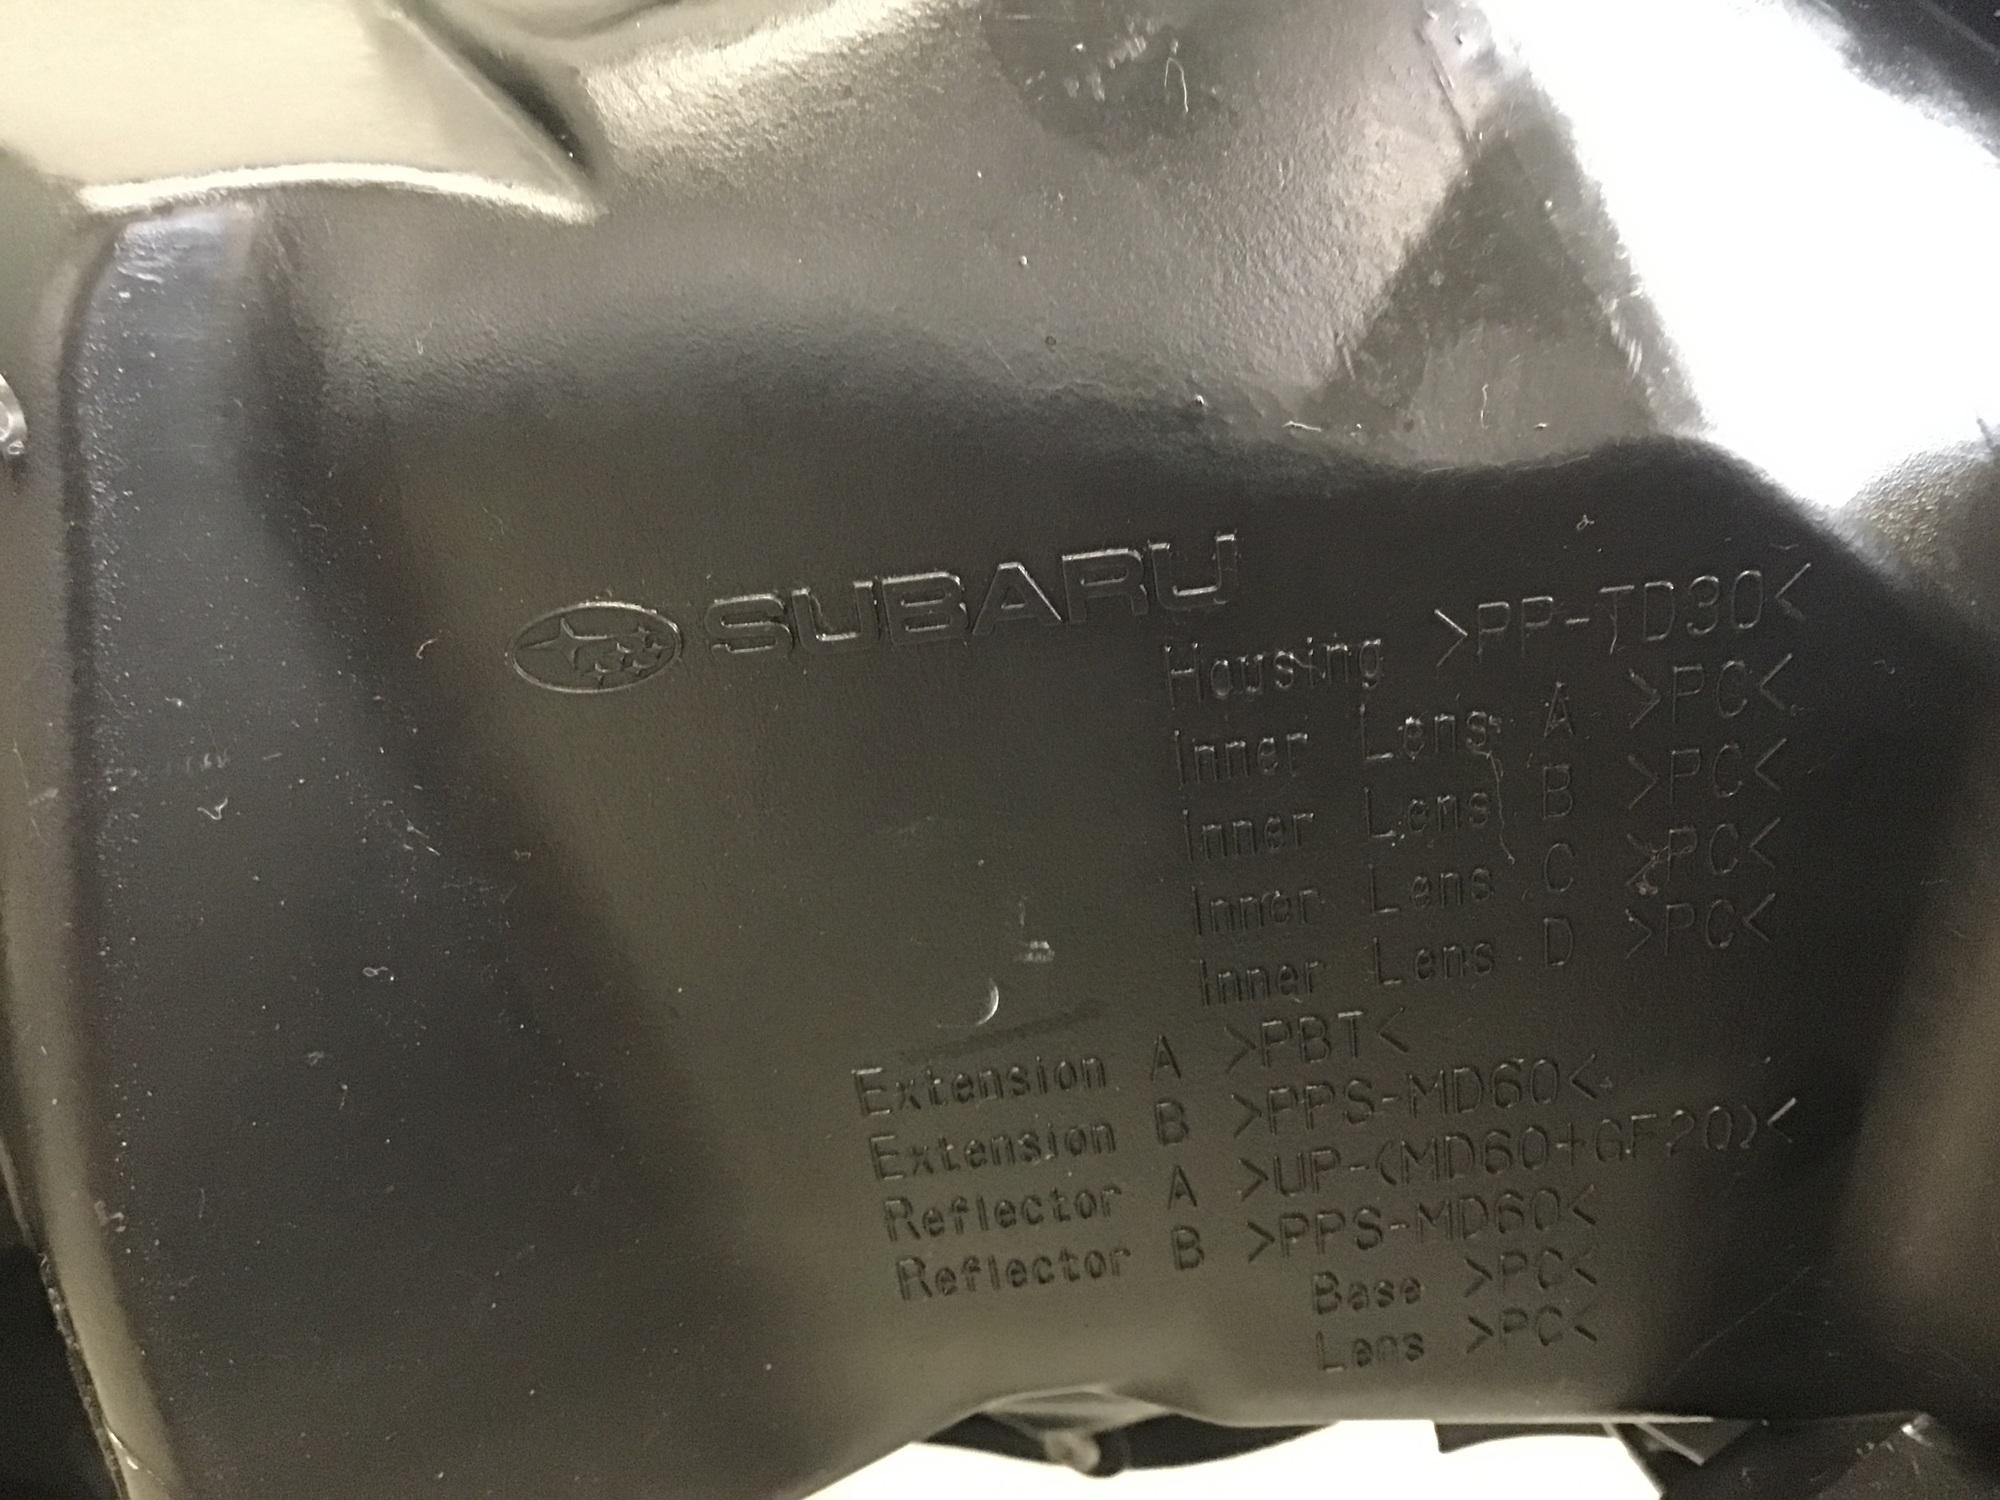 SUBARU
Housing >PP-TD30<
Inner Lens A >PC<
Inner Lens B >PC<
Inner Lens C >PC<
Inner Lens D >PC<
Extension A >PBT<
Extension B >PPS-MD60<
Reflector A >UP-(MD60+GF20)<
Reflector B >PPS-MD60<
Base >PC<
Lens >PC<